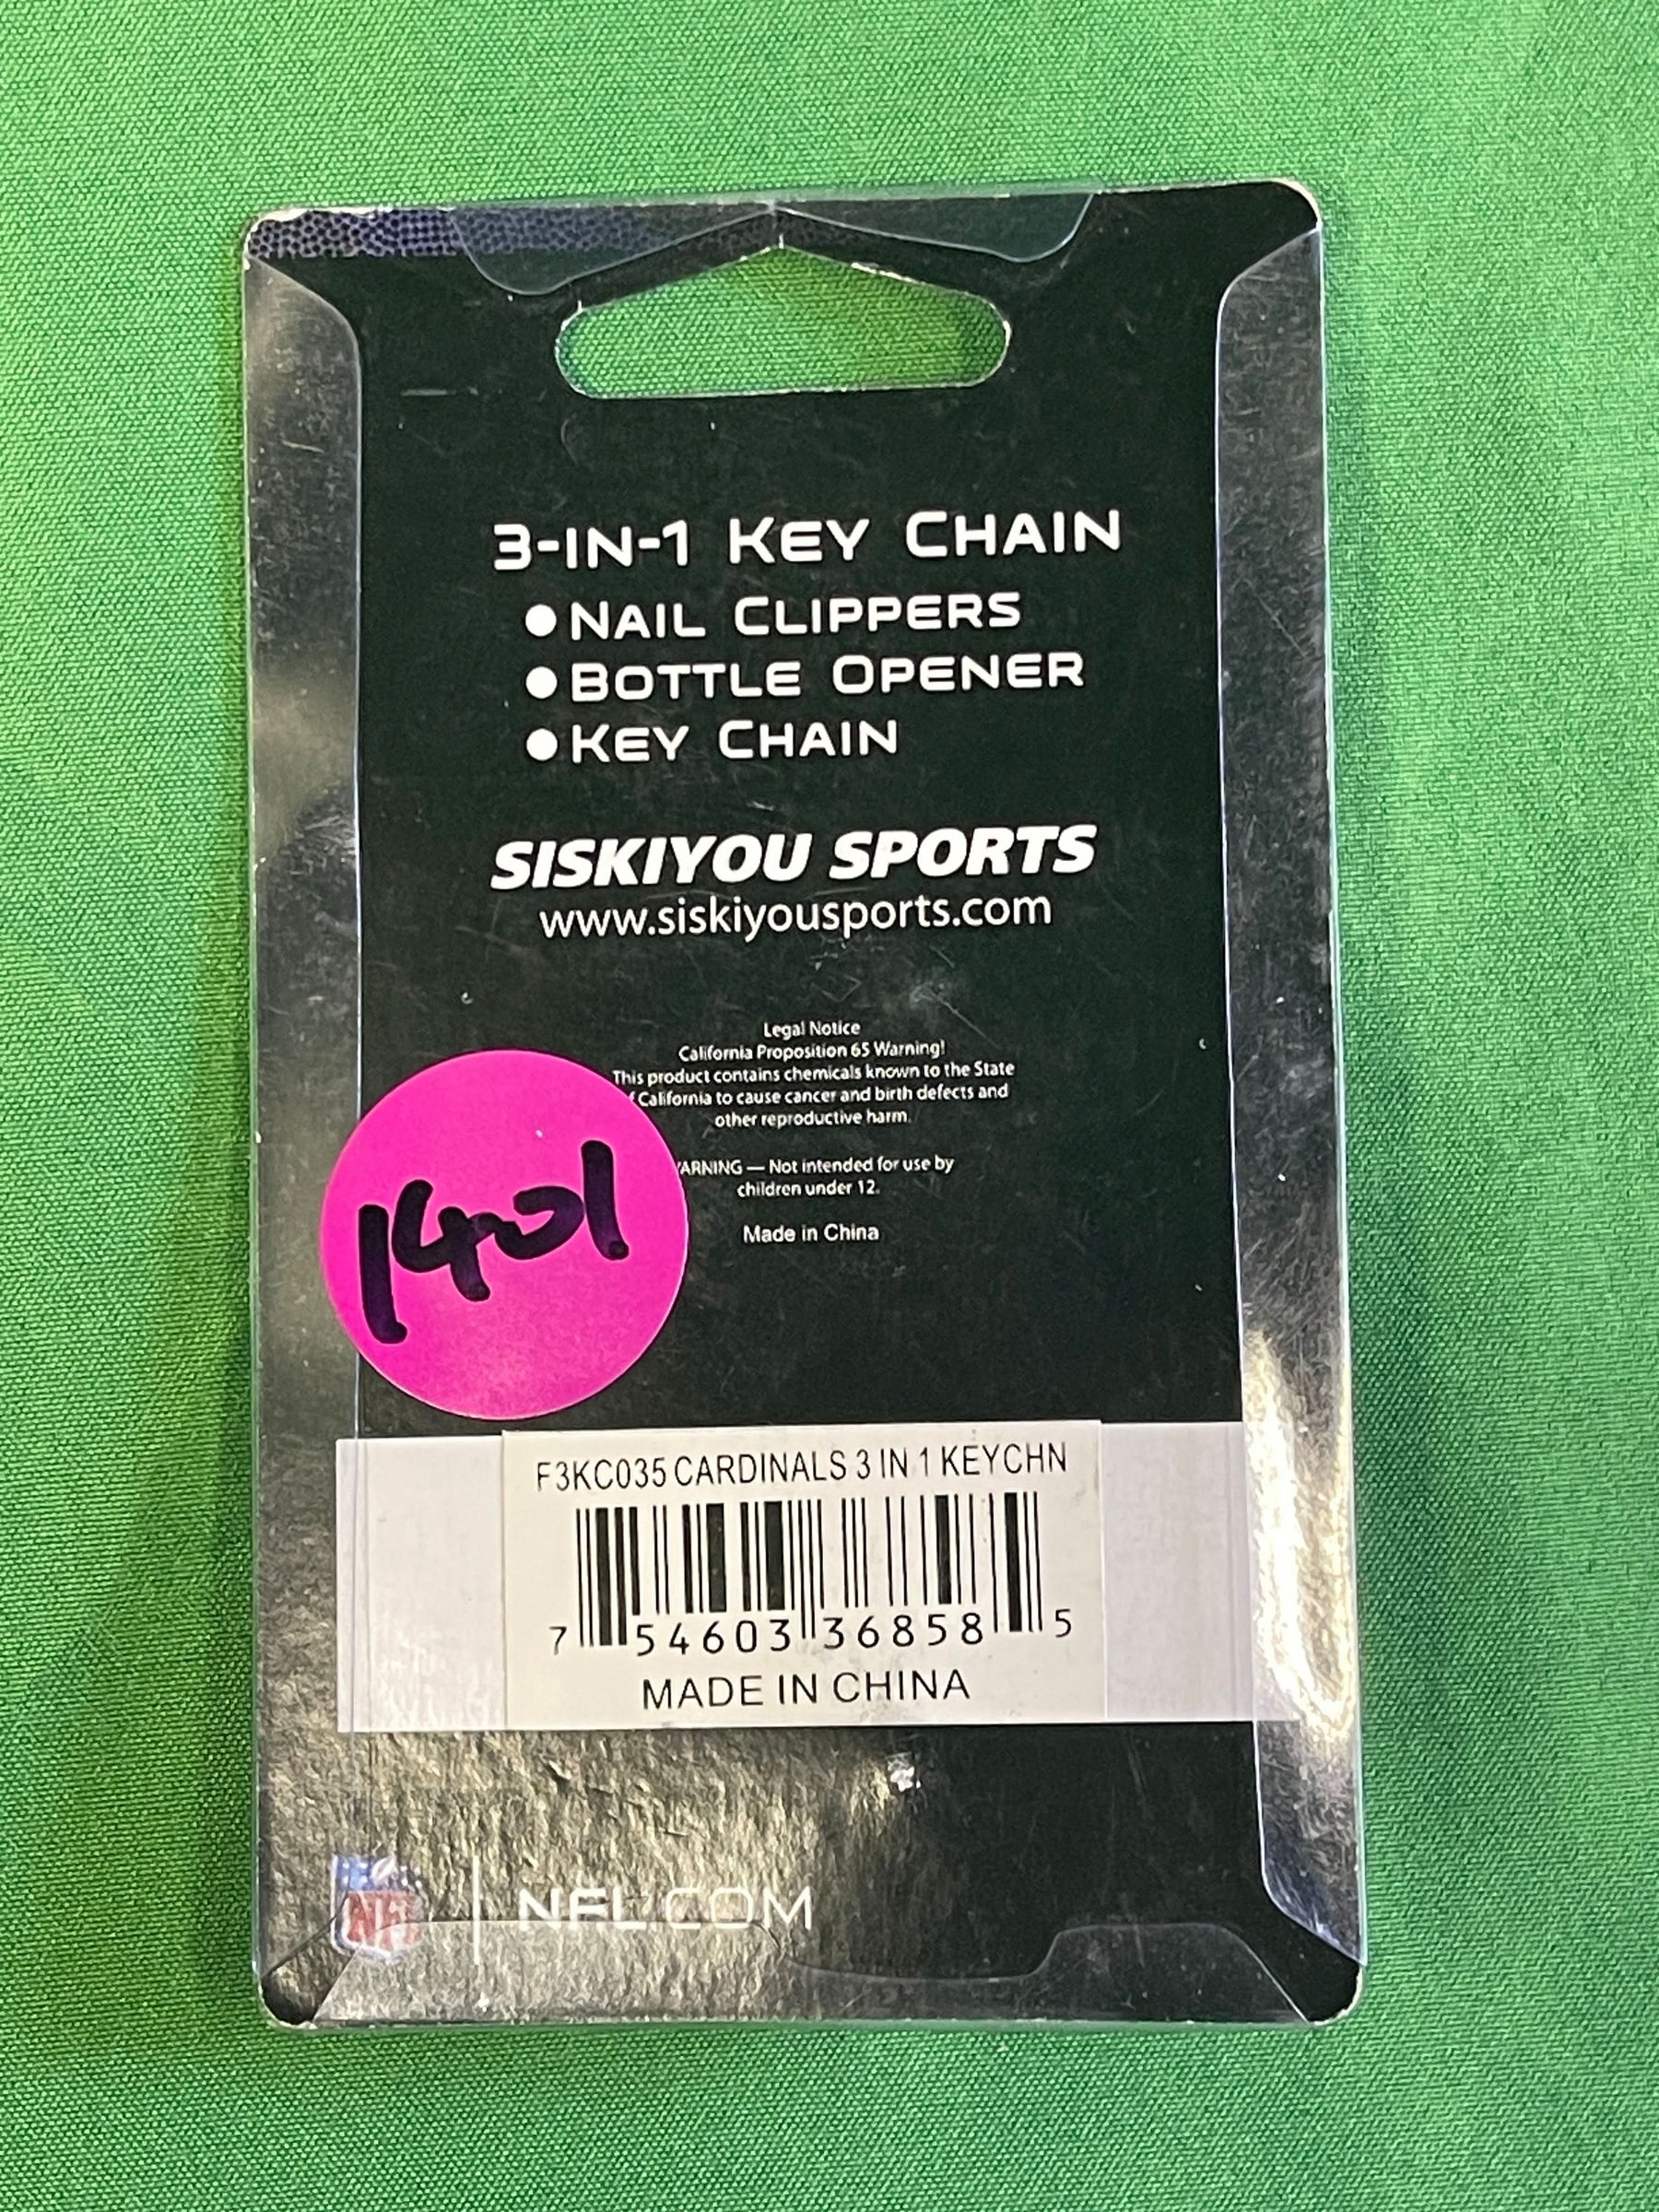 3-IN-1 KEY CHAIN
● NAIL CLIPPERS
● BOTTLE OPENER
● KEY CHAIN
SISKIYOU SPORTS
www.siskiyousports.com
Legal Notice
California Proposition 65 Warning!
This product contains chemicals known to the State
f California to cause cancer and birth defects and
other reproductive harm.
ARNING — Not intended for use by
children under 12.
Made in China
1401
F3KC035 CARDINALS 3 IN 1 KEYCHN
7 54603 36858 5
MADE IN CHINA
NFL | NFL.COM